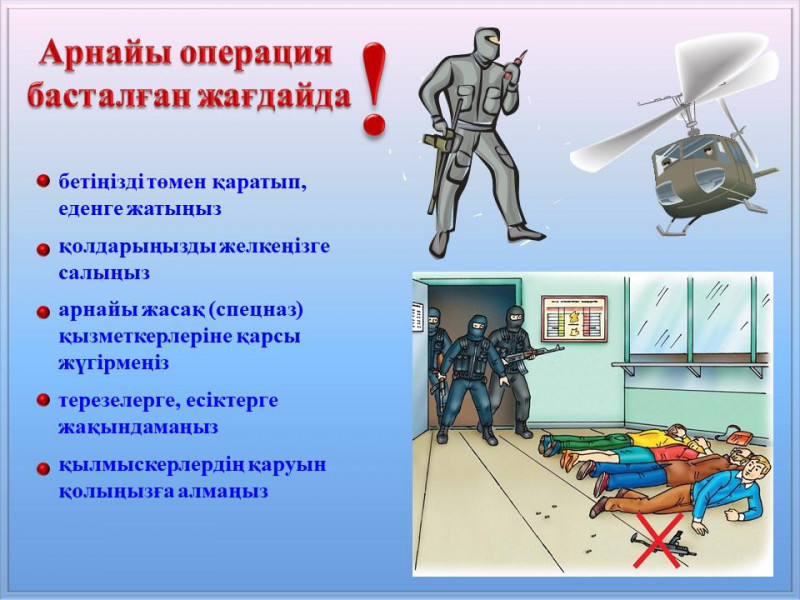 Арнайы операция
басталған жағдайда !
бетіңізді төмен қаратып,
еденге жатыңыз
қолдарыңызды желкеңізге
салыңыз
арнайы жасақ (спецназ)
қызметкерлеріне қарсы
жүгірмеңіз
терезелерге, есіктерге
жақындамаңыз
қылмыскерлердің қаруын
қолыңызға алмаңыз